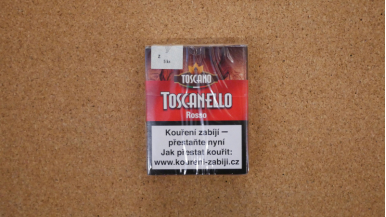 TOSCANO
TOSCANELLO
Rosso
Kouření zabíjí —
přestaňte nyní
Jak přestat kouřit:
www.koureni-zabiji.cz